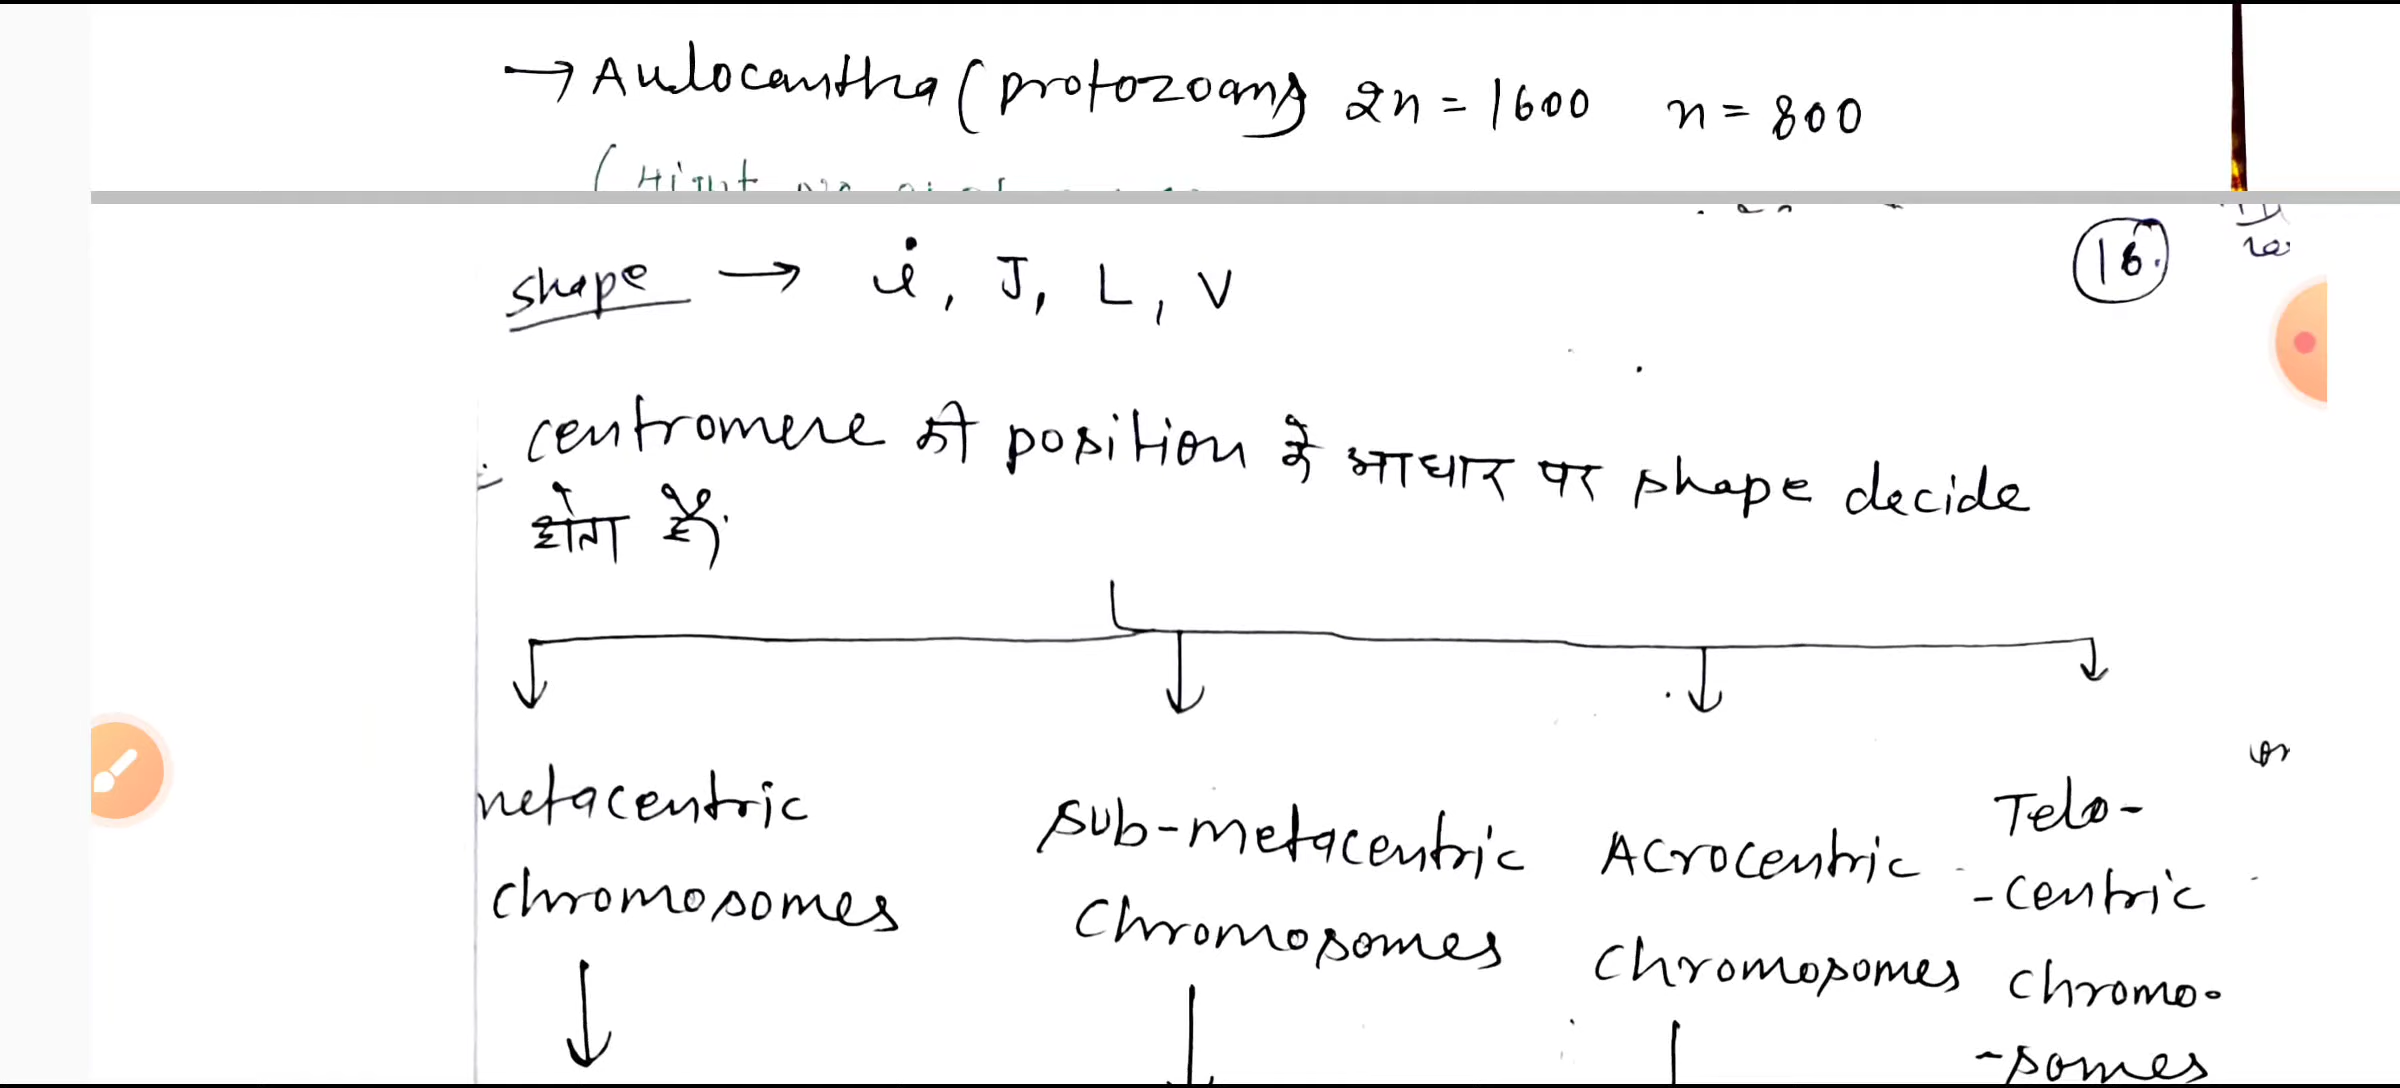 → Aulocantha (protozoans) 2n = 1600 n = 800
shape → i, J, L, V
16.
centromere की position के आधार पर shape decide
होता है।
metacentric sub-metacentric Acrocentric Telo-
chromosomes chromosomes chromosomes -centric
chromo-
-somes